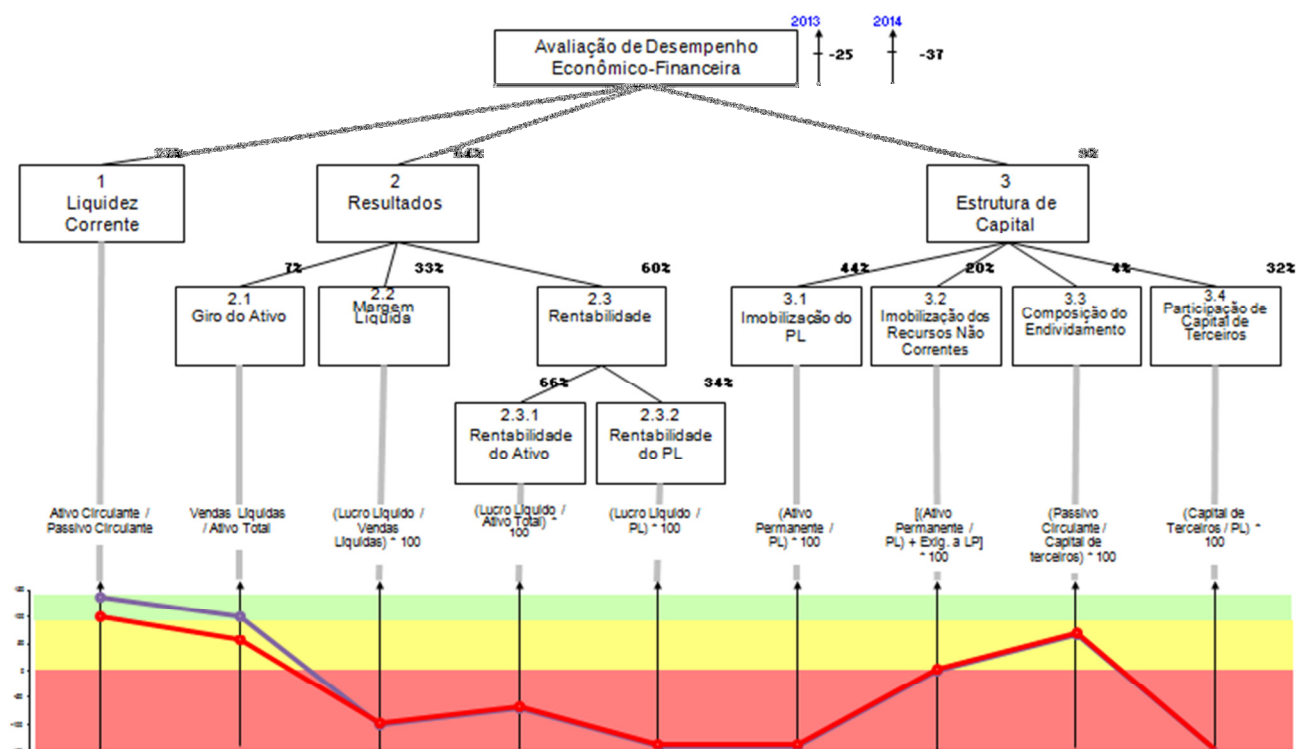 2013
2014
Avaliação de Desempenho
Econômico-Financeira
-25
-37
1
Liquidez
Corrente
2
Resultados
3
Estrutura de
Capital
7%
33%
60%
44%
20%
4%
32%
2.1
Giro do Ativo
2.2
Margem
Líquida
2.3
Rentabilidade
3.1
Imobilização do
PL
3.2
Imobilização dos
Recursos Não
Correntes
3.3
Composição do
Endividamento
3.4
Participação de
Capital de
Terceiros
66%
34%
2.3.1
Rentabilidade
do Ativo
2.3.2
Rentabilidade
do PL
Ativo Circulante /
Passivo Circulante
Vendas Líquidas
/ Ativo Total
(Lucro Líquido /
Vendas
Líquidas) * 100
(Lucro Líquido /
Ativo Total) *
100
(Lucro Líquido /
PL) * 100
(Ativo
Permanente /
PL) * 100
[(Ativo
Permanente /
PL) + Exig. a LP]
* 100
(Passivo
Circulante /
Capital de
terceiros) * 100
(Capital de
Terceiros / PL) *
100